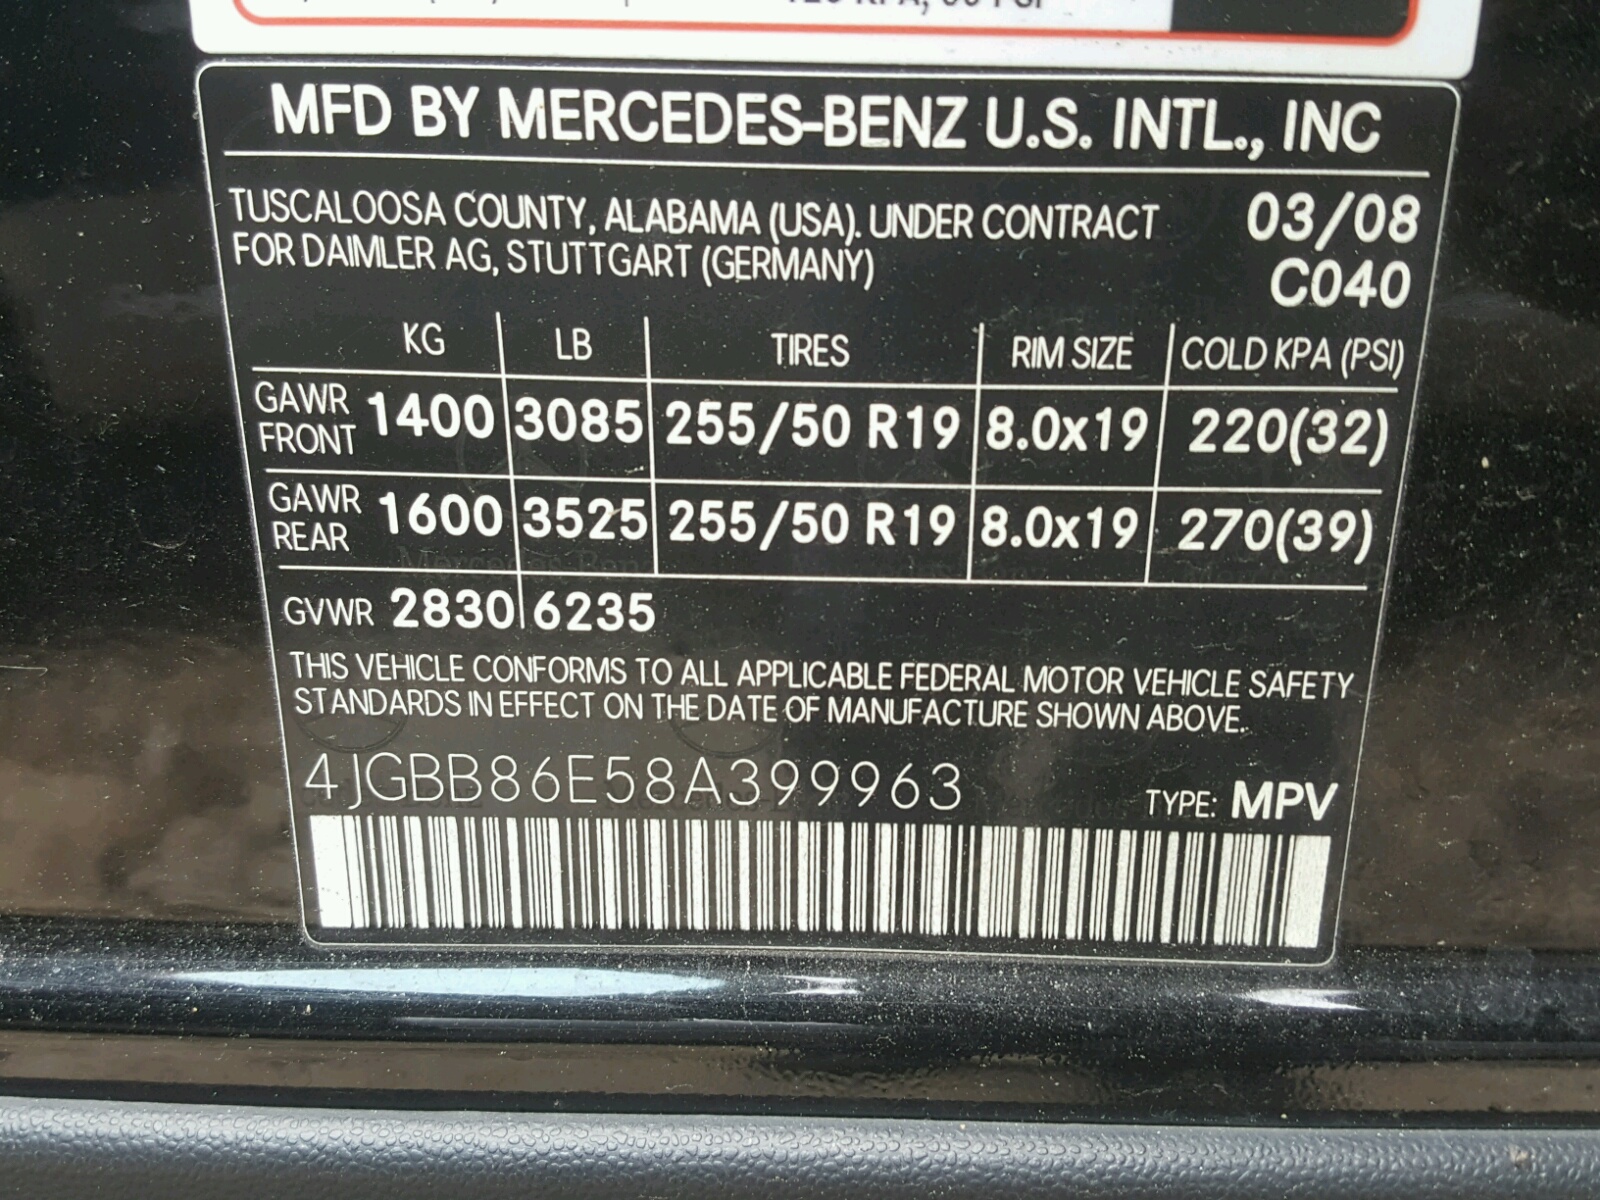 MFD BY MERCEDES-BENZ U.S. INTL., INC
TUSCALOOSA COUNTY, ALABAMA (USA). UNDER CONTRACT 03/08
FOR DAIMLER AG, STUTTGART (GERMANY) C040
KG LB TIRES RIM SIZE COLD KPA (PSI)
GAWR FRONT 1400 3085 255/50 R19 8.0x19 220(32)
GAWR REAR 1600 3525 255/50 R19 8.0x19 270(39)
GVWR 2830 6235
THIS VEHICLE CONFORMS TO ALL APPLICABLE FEDERAL MOTOR VEHICLE SAFETY
STANDARDS IN EFFECT ON THE DATE OF MANUFACTURE SHOWN ABOVE.
4JGBB86E58A399963 TYPE: MPV